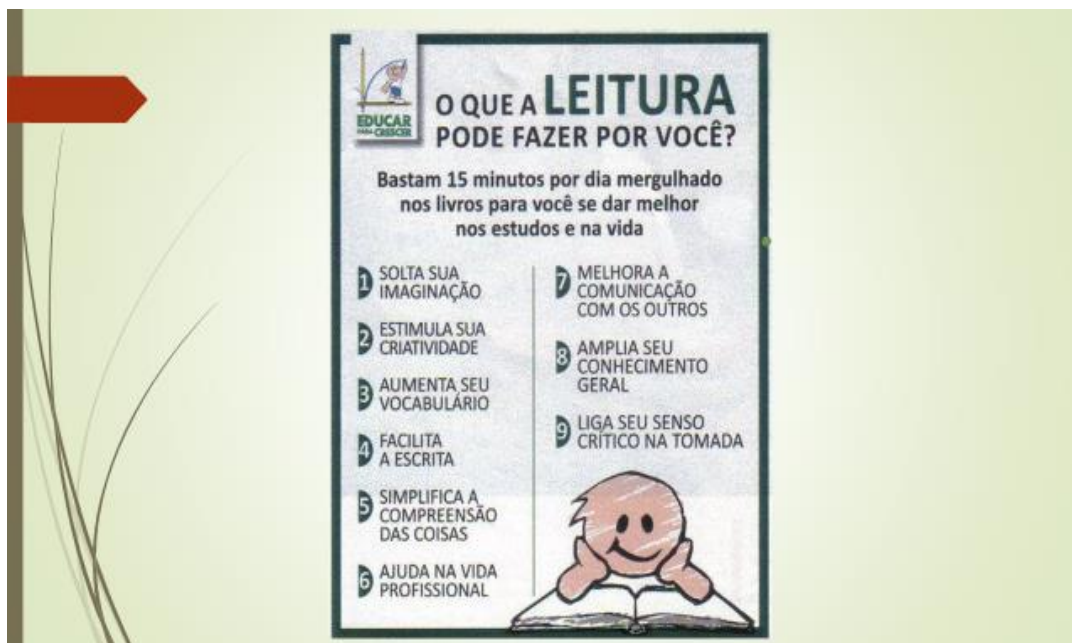 EDUCAR
PARA CRESCER
O QUE A LEITURA
PODE FAZER POR VOCÊ?
Bastam 15 minutos por dia mergulhado
nos livros para você se dar melhor
nos estudos e na vida
1 SOLTA SUA
IMAGINAÇÃO
2 ESTIMULA SUA
CRIATIVIDADE
3 AUMENTA SEU
VOCABULÁRIO
4 FACILITA
A ESCRITA
5 SIMPLIFICA A
COMPREENSÃO
DAS COISAS
6 AJUDA NA VIDA
PROFISSIONAL
7 MELHORA A
COMUNICAÇÃO
COM OS OUTROS
8 AMPLIA SEU
CONHECIMENTO
GERAL
9 LIGA SEU SENSO
CRÍTICO NA TOMADA